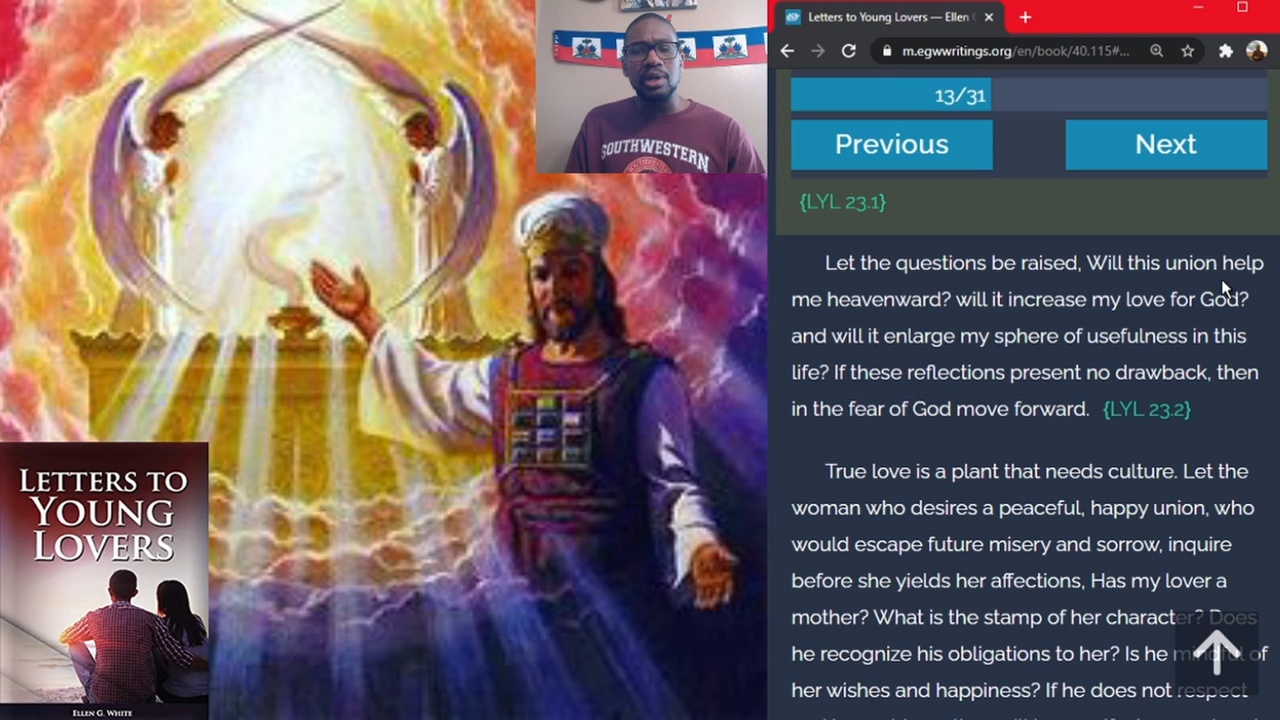 SOUTHWESTERN
LETTERS TO
YOUNG
LOVERS
ELLEN G. WHITE
Letters to Young Lovers — Ellen G
m.egwwritings.org/en/book/40.115#...
13/31
Previous
Next
{LYL 23.1}
Let the questions be raised, Will this union help
me heavenward? will it increase my love for God?
and will it enlarge my sphere of usefulness in this
life? If these reflections present no drawback, then
in the fear of God move forward. {LYL 23.2}
True love is a plant that needs culture. Let the
woman who desires a peaceful, happy union, who
would escape future misery and sorrow, inquire
before she yields her affections, Has my lover a
mother? What is the stamp of her character? Does
he recognize his obligations to her? Is he mindful of
her wishes and happiness? If he does not respect